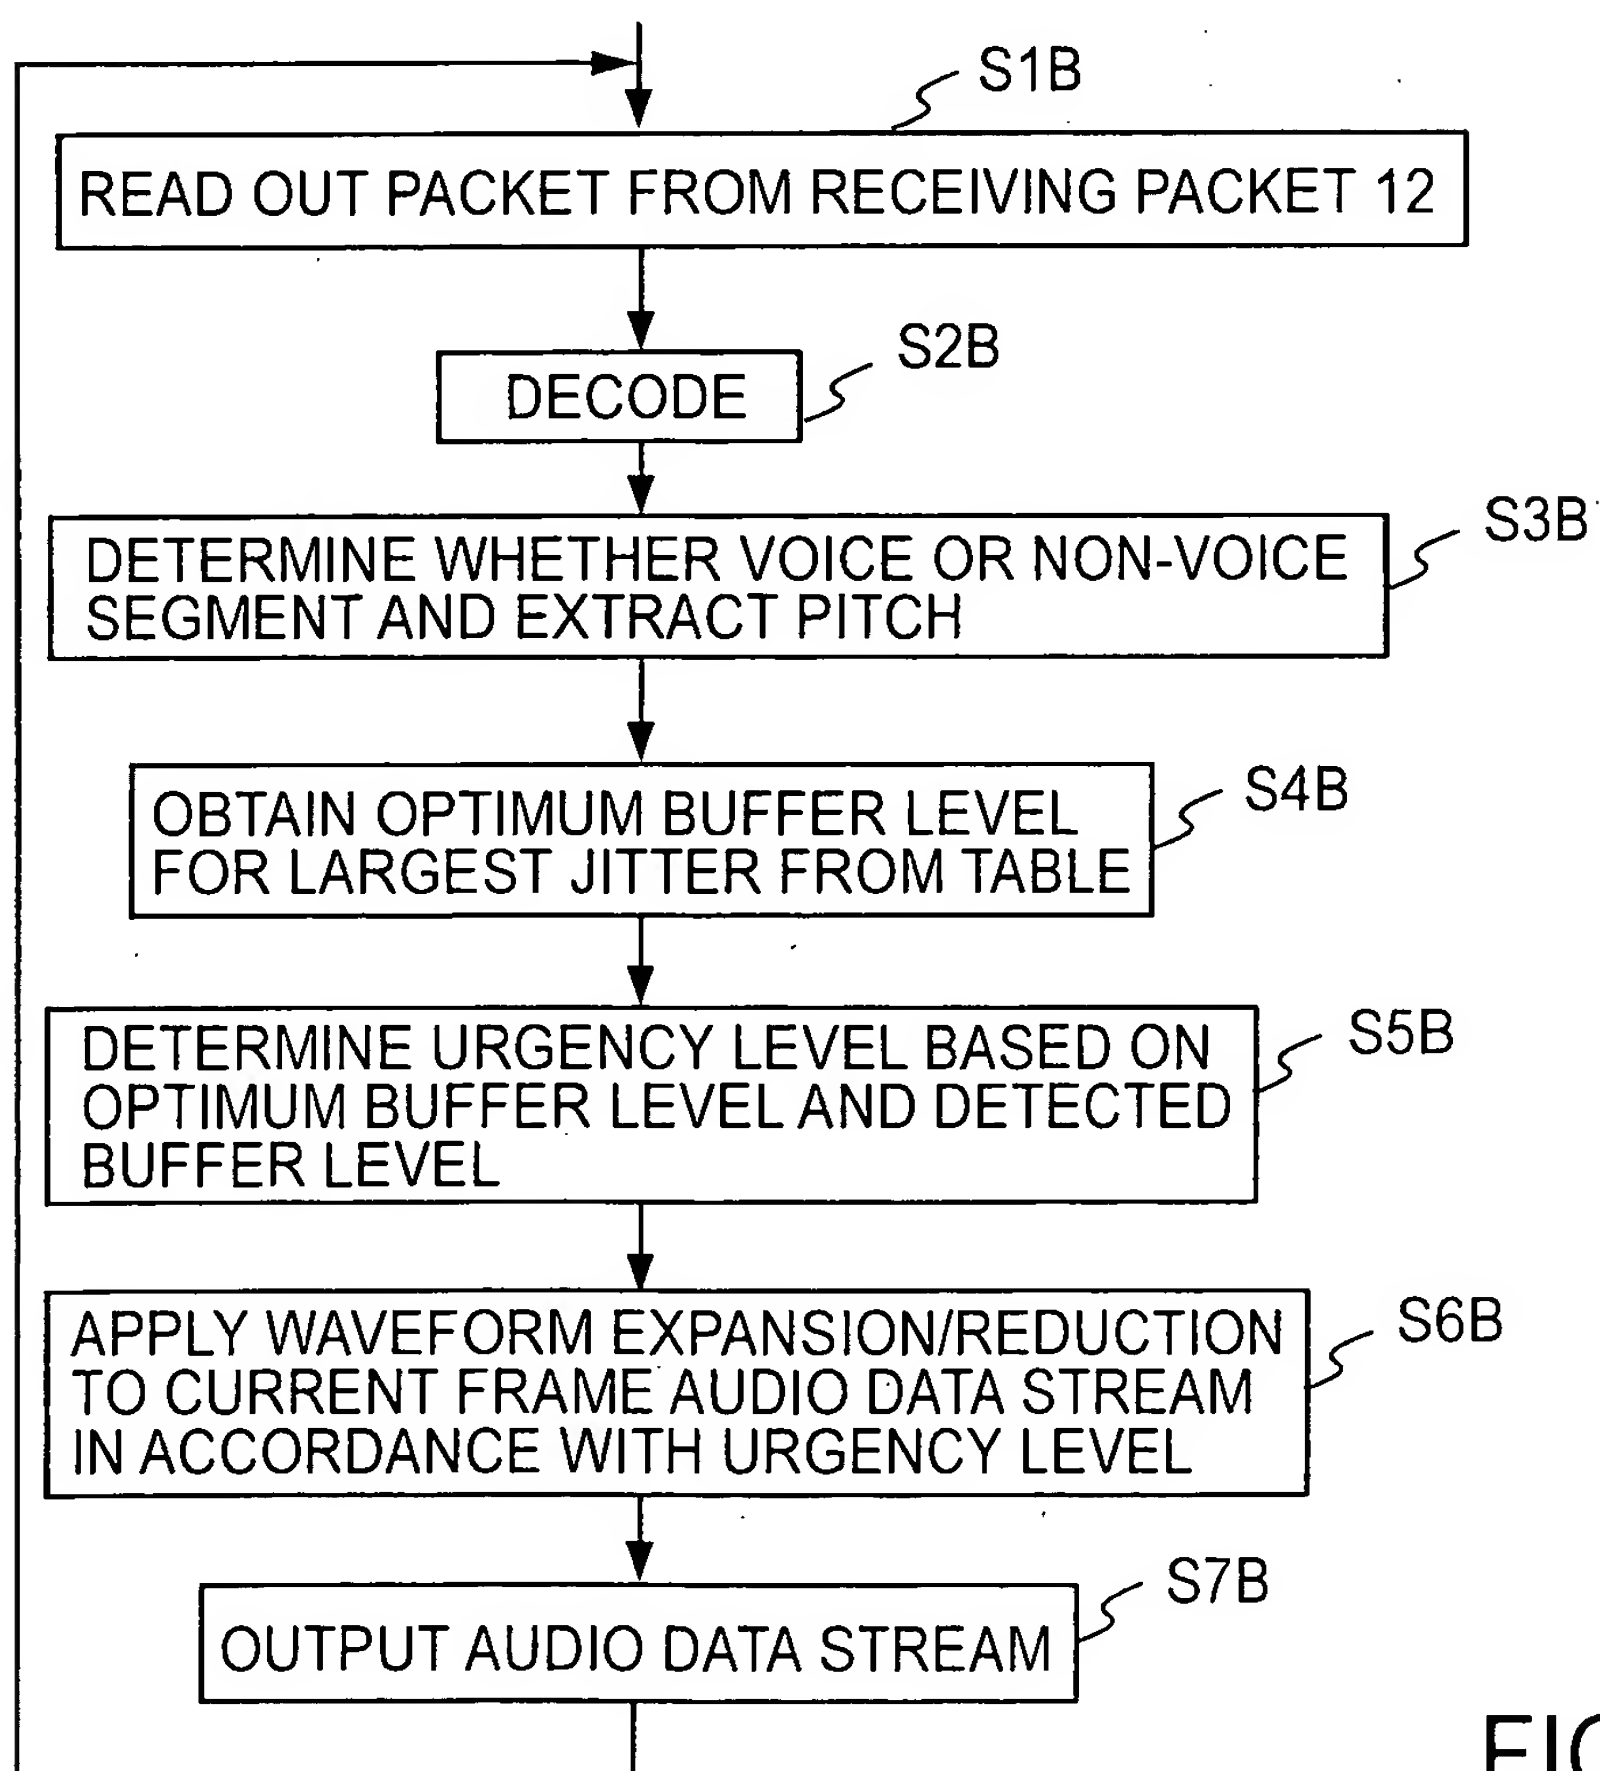 S1B
READ OUT PACKET FROM RECEIVING PACKET 12
S2B
DECODE
S3B
DETERMINE WHETHER VOICE OR NON-VOICE
SEGMENT AND EXTRACT PITCH
S4B
OBTAIN OPTIMUM BUFFER LEVEL
FOR LARGEST JITTER FROM TABLE
S5B
DETERMINE URGENCY LEVEL BASED ON
OPTIMUM BUFFER LEVEL AND DETECTED
BUFFER LEVEL
S6B
APPLY WAVEFORM EXPANSION/REDUCTION
TO CURRENT FRAME AUDIO DATA STREAM
IN ACCORDANCE WITH URGENCY LEVEL
S7B
OUTPUT AUDIO DATA STREAM